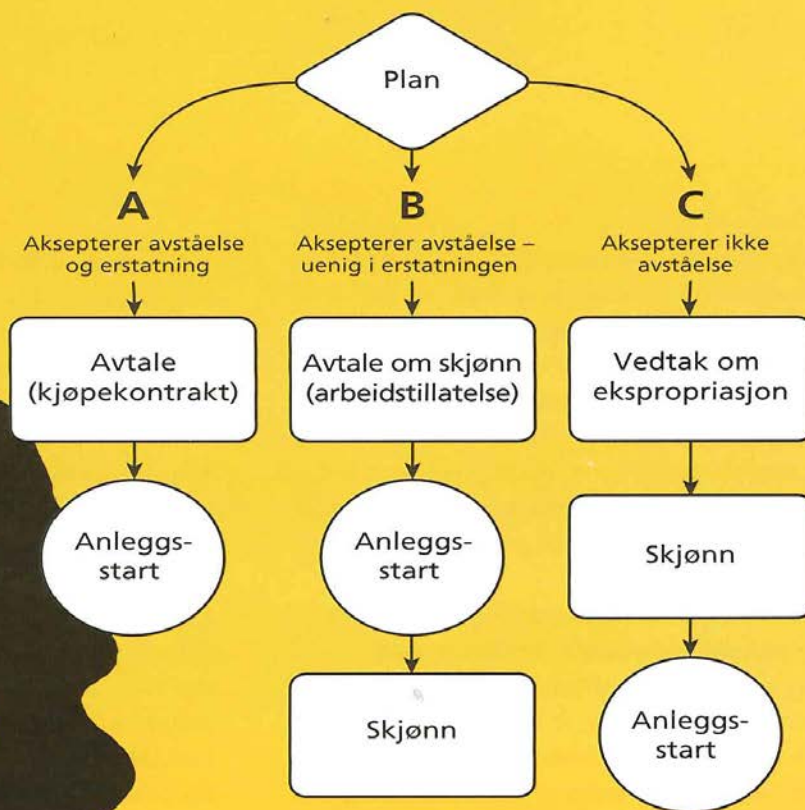 Plan
A
Aksepterer avståelse
og erstatning
Avtale
(kjøpekontrakt)
Anleggs-
start
B
Aksepterer avståelse –
uenig i erstatningen
Avtale om skjønn
(arbeidstillatelse)
Anleggs-
start
Skjønn
C
Aksepterer ikke
avståelse
Vedtak om
ekspropriasjon
Skjønn
Anleggs-
start